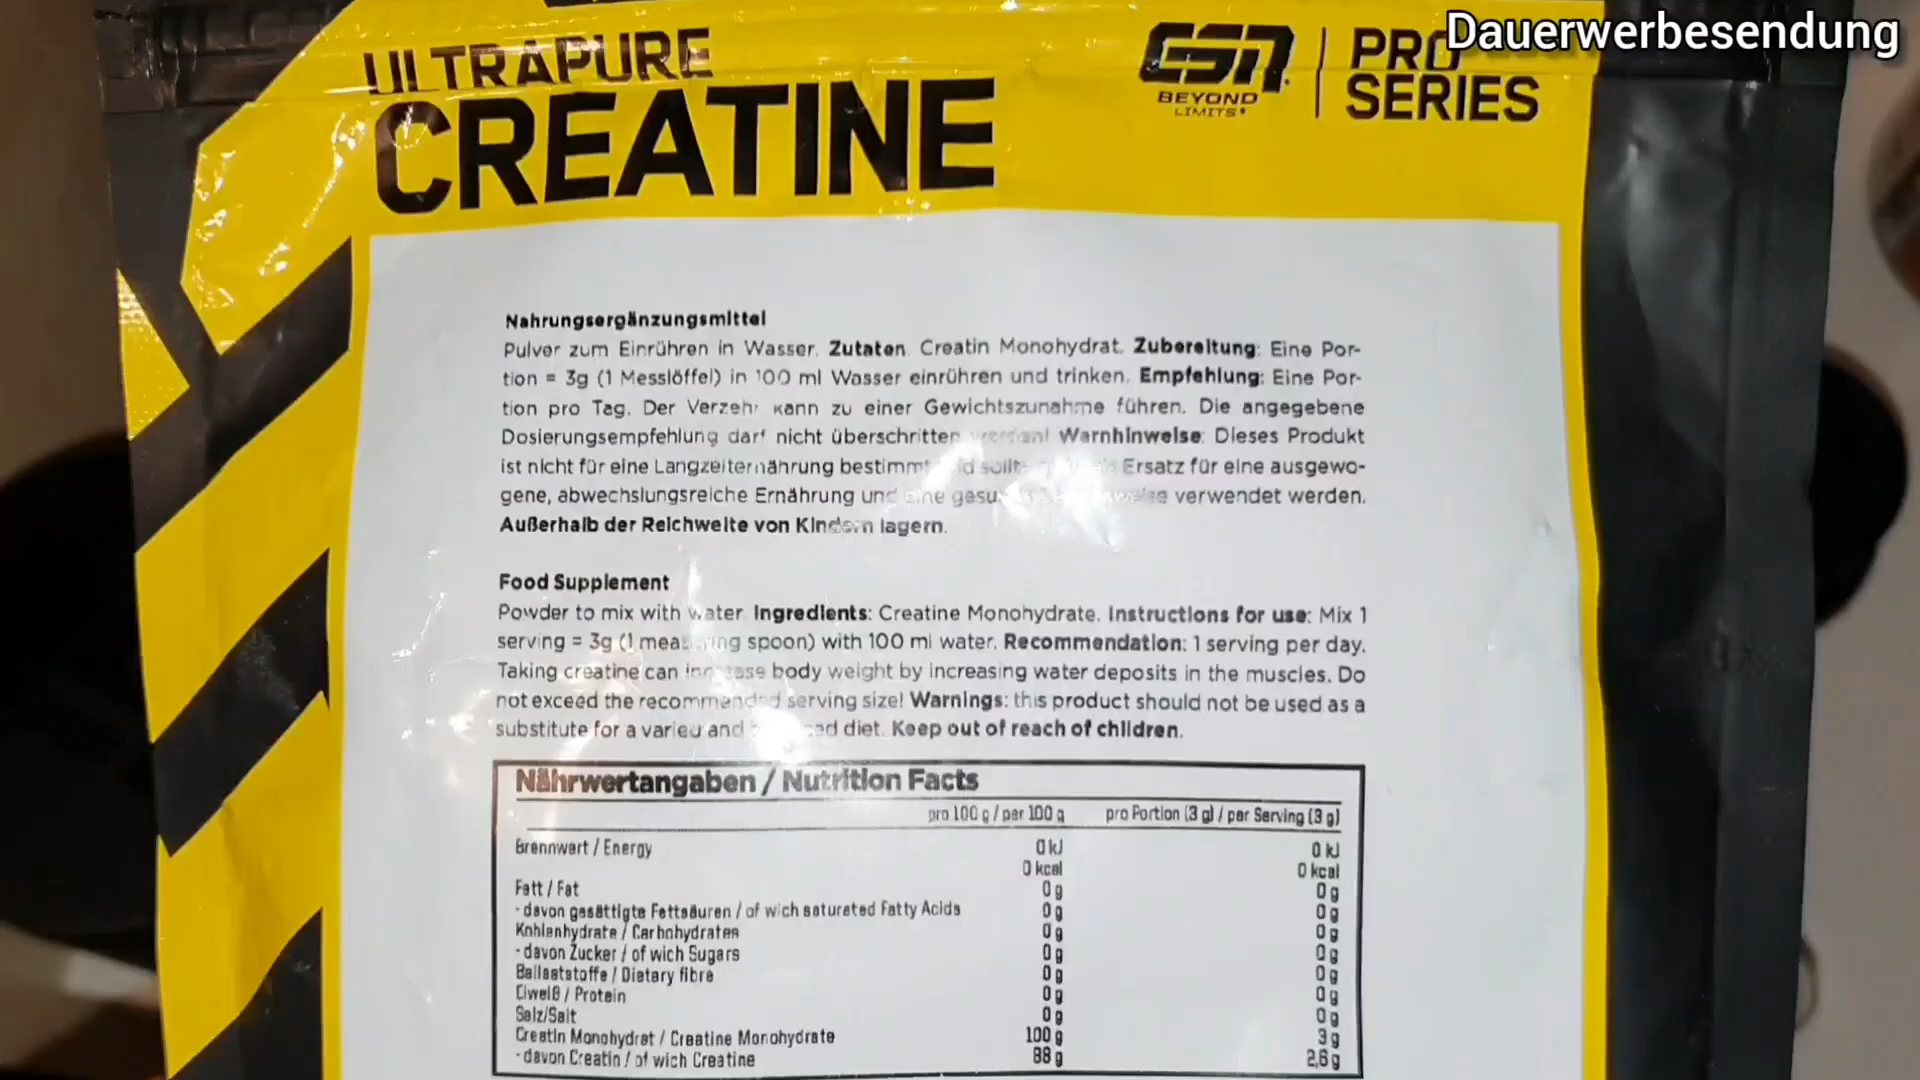 Dauerwerbesendung
ULTRAPURE
CREATINE
ESN
BEYOND
LIMITS
PRO
SERIES
Nahrungsergänzungsmittel
Pulver zum Einrühren in Wasser. Zutaten: Creatin Monohydrat. Zubereitung: Eine Por-
tion = 3g (1 Messlöffel) in 100 ml Wasser einrühren und trinken. Empfehlung: Eine Por-
tion pro Tag. Der Verzehr kann zu einer Gewichtszunahme führen. Die angegebene
Dosierungsempfehlung darf nicht überschritten werden! Warnhinweise: Dieses Produkt
ist nicht für eine Langzeiternährung bestimmt Ersatz für eine ausgewo-
gene, abwechslungsreiche Ernährung und eine verwendet werden.
Außerhalb der Reichweite von Kindern lagern.
Food Supplement
Powder to mix with water. Ingredients: Creatine Monohydrate. Instructions for use: Mix 1
serving = 3g (1 measuring spoon) with 100 ml water. Recommendation: 1 serving per day.
Taking creatine can increase body weight by increasing water deposits in the muscles. Do
not exceed the recommended serving size! Warnings: this product should not be used as a
substitute for a varied and diet. Keep out of reach of children.
Nährwertangaben / Nutrition Facts
pro 100 g / per 100 g pro Portion (3 g) / per Serving (3 g)
Brennwert / Energy 0 kJ 0 kJ
0 kcal 0 kcal
Fett / Fat 0 g 0 g
- davon gesättigte Fettsäuren / of wich saturated Fatty Acids 0 g 0 g
Kohlenhydrate / Carbohydrates 0 g 0 g
- davon Zucker / of wich Sugars 0 g 0 g
Ballaststoffe / Dietary fibre 0 g 0 g
Eiweiß / Protein 0 g 0 g
Salz/Salt 0 g 0 g
Creatin Monohydrat / Creatine Monohydrate 100 g 3 g
- davon Creatin / of wich Creatine 88 g 2,6 g